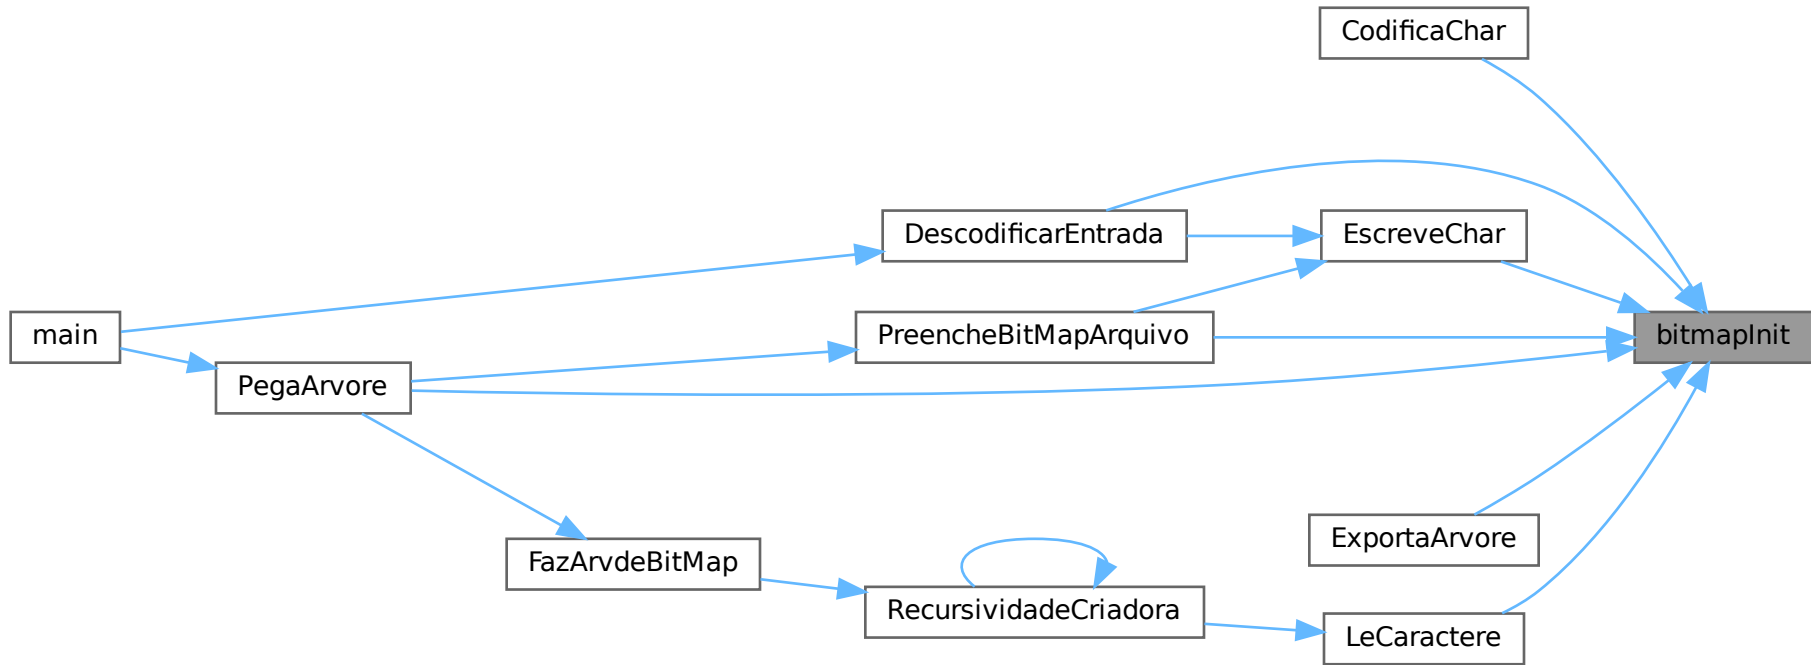 CodificaChar
DescodificarEntrada
EscreveChar
main
PreencheBitMapArquivo
bitmapInit
PegaArvore
ExportaArvore
FazArvdeBitMap
RecursividadeCriadora
LeCaractere